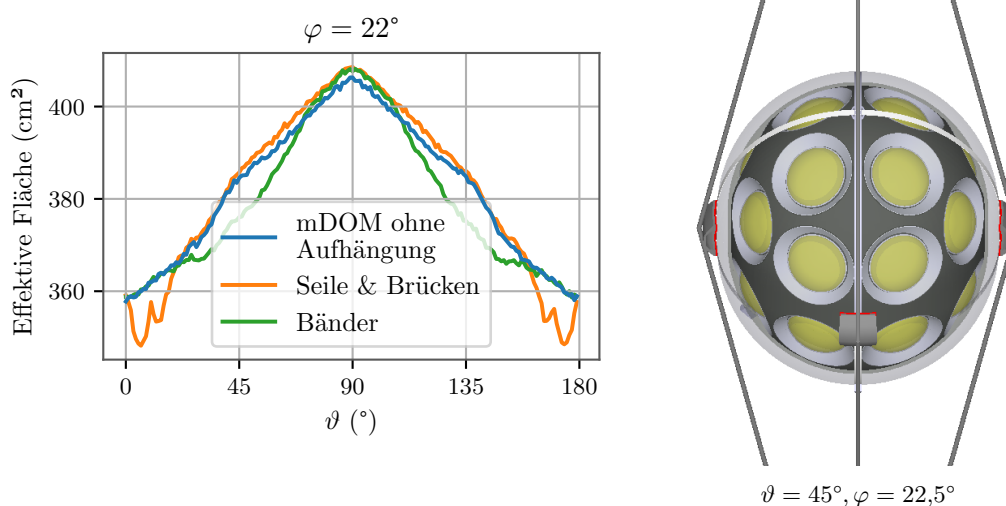 φ = 22°
Effektive Fläche (cm²)
400
380
360
mDOM ohne
Aufhängung
Seile & Brücken
Bänder
0 45 90 135 180
ϑ (°)
ϑ = 45°, φ = 22,5°